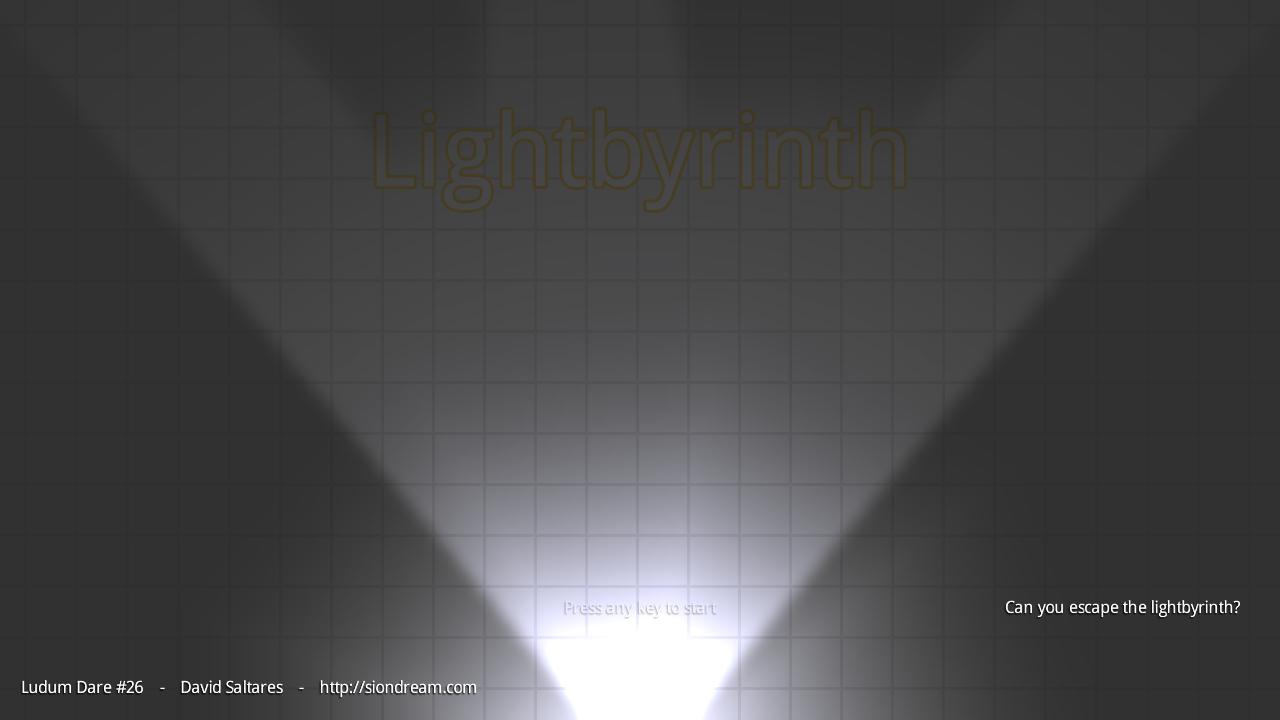 Lightbyrinth
Press any key to start
Can you escape the lightbyrinth?
Ludum Dare #26 - David Saltares - http://siondream.com